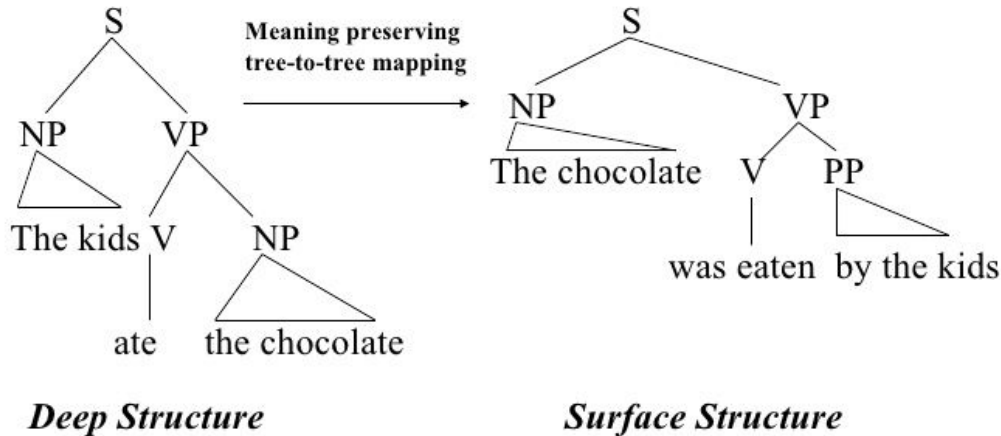 S
Meaning preserving
tree-to-tree mapping
S
NP VP
NP VP
The kids V NP
The chocolate V PP
ate the chocolate
was eaten by the kids
Deep Structure
Surface Structure